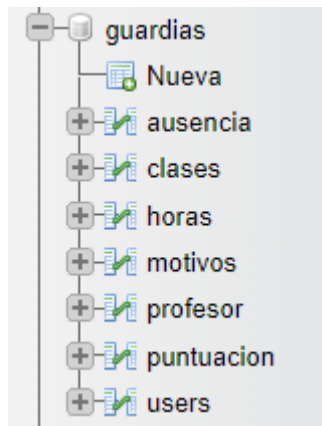 guardias
Nueva
ausencia
clases
horas
motivos
profesor
puntuacion
users